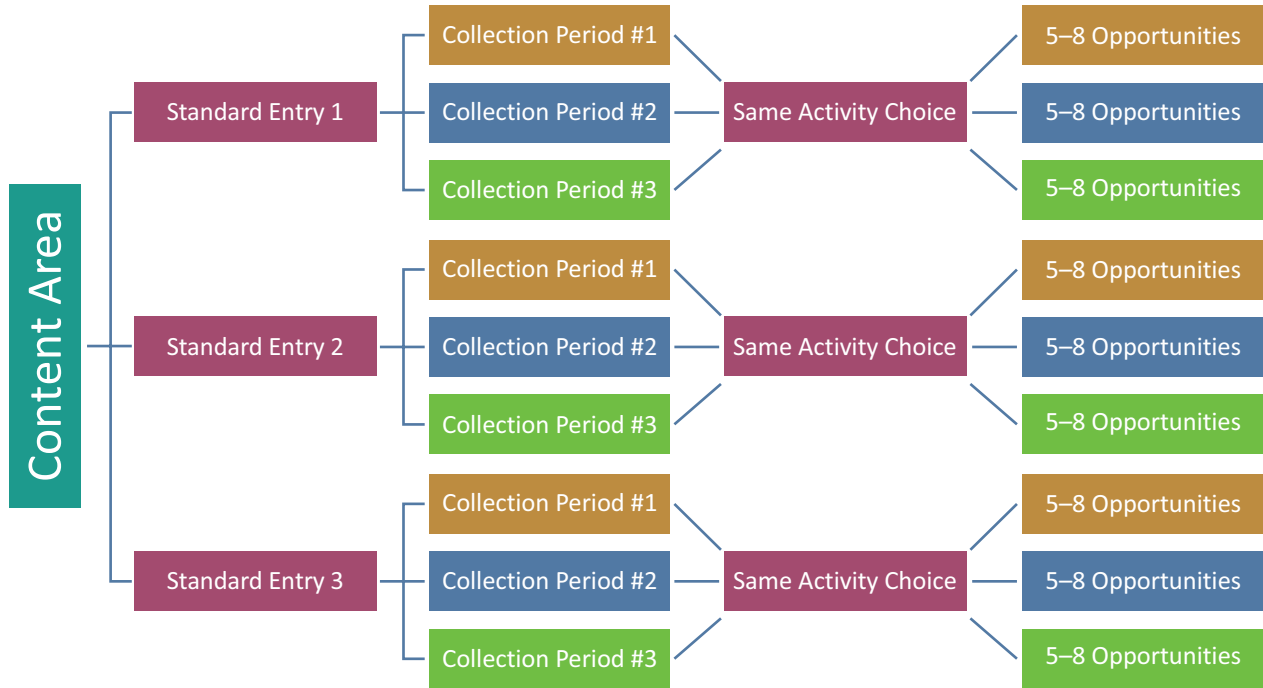 Content Area
Standard Entry 1
Collection Period #1
Collection Period #2
Collection Period #3
Same Activity Choice
5–8 Opportunities
5–8 Opportunities
5–8 Opportunities
Standard Entry 2
Collection Period #1
Collection Period #2
Collection Period #3
Same Activity Choice
5–8 Opportunities
5–8 Opportunities
5–8 Opportunities
Standard Entry 3
Collection Period #1
Collection Period #2
Collection Period #3
Same Activity Choice
5–8 Opportunities
5–8 Opportunities
5–8 Opportunities